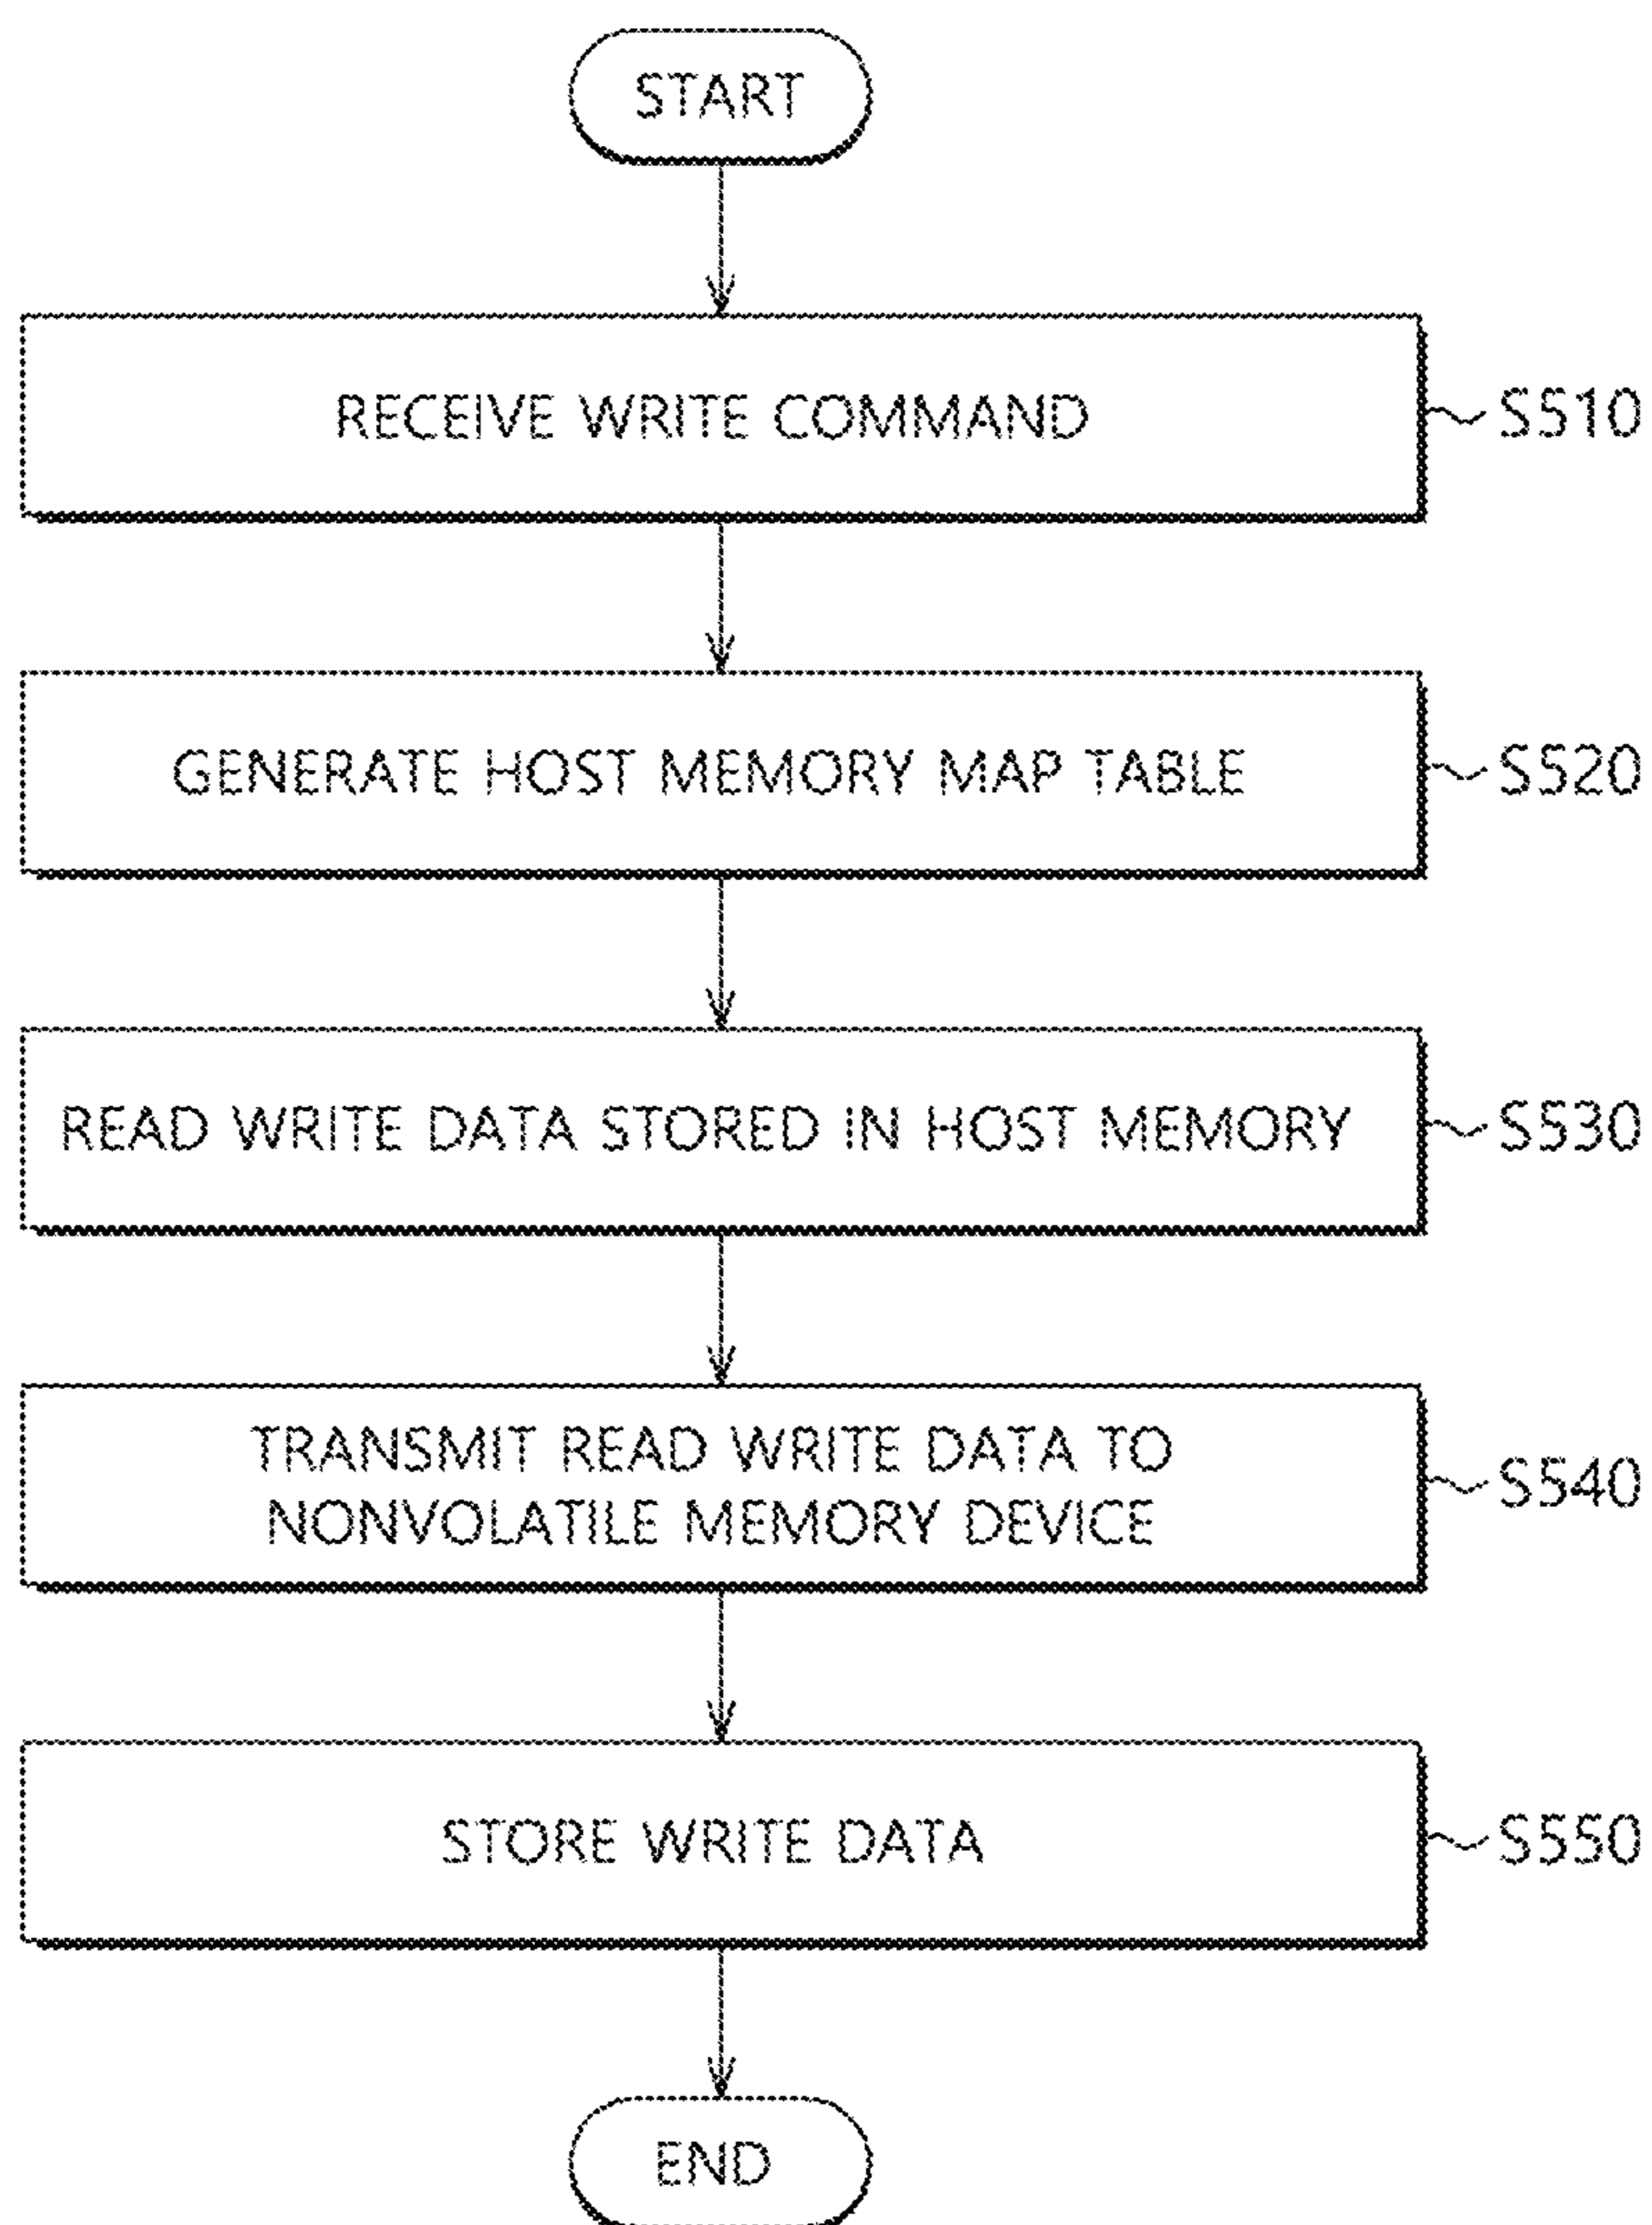 START
RECEIVE WRITE COMMAND
S510
GENERATE HOST MEMORY MAP TABLE
S520
READ WRITE DATA STORED IN HOST MEMORY
S530
TRANSMIT READ WRITE DATA TO
NONVOLATILE MEMORY DEVICE
S540
STORE WRITE DATA
S550
END